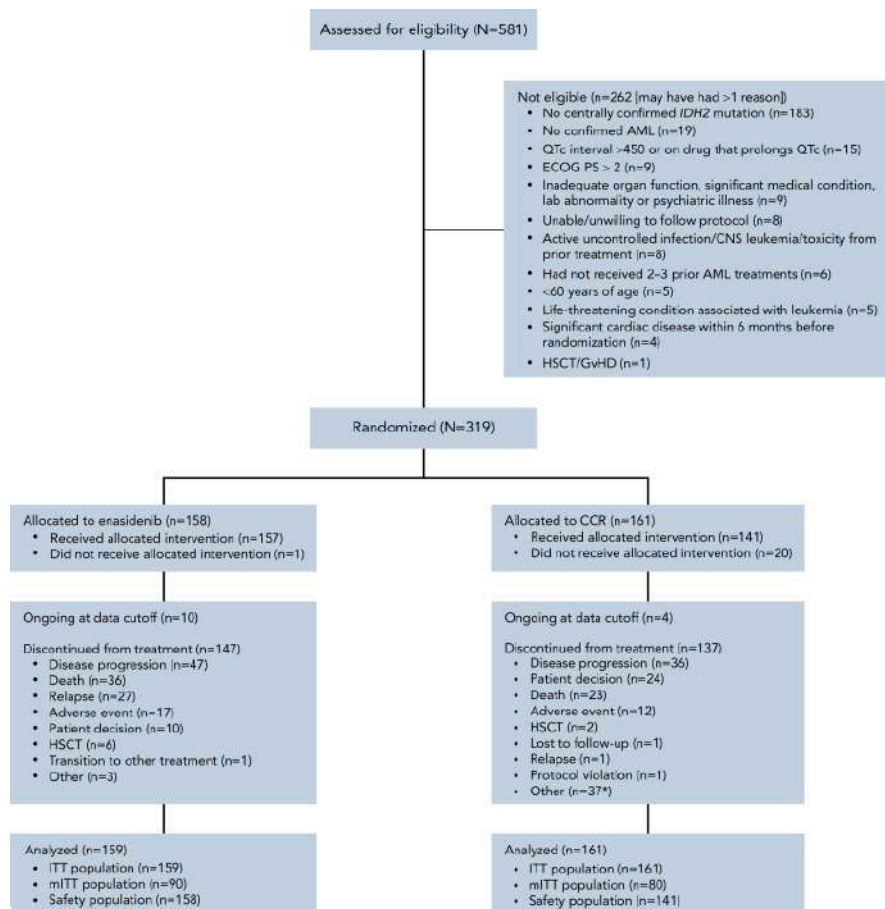 Assessed for eligibility (N=581)
Not eligible (n=262 [may have had >1 reason])
• No centrally confirmed IDH2 mutation (n=183)
• No confirmed AML (n=19)
• QTc interval >450 or on drug that prolongs QTc (n=15)
• ECOG PS > 2 (n=9)
• Inadequate organ function, significant medical condition,
lab abnormality or psychiatric illness (n=9)
• Unable/unwilling to follow protocol (n=8)
• Active uncontrolled infection/CNS leukemia/toxicity from
prior treatment (n=8)
• Had not received 2–3 prior AML treatments (n=6)
• <60 years of age (n=5)
• Life-threatening condition associated with leukemia (n=5)
• Significant cardiac disease within 6 months before
randomization (n=4)
• HSCT/GvHD (n=1)
Randomized (N=319)
Allocated to enasidenib (n=158)
• Received allocated intervention (n=157)
• Did not receive allocated intervention (n=1)
Allocated to CCR (n=161)
• Received allocated intervention (n=141)
• Did not receive allocated intervention (n=20)
Ongoing at data cutoff (n=10)
Discontinued from treatment (n=147)
• Disease progression (n=47)
• Death (n=36)
• Relapse (n=27)
• Adverse event (n=17)
• Patient decision (n=10)
• HSCT (n=6)
• Transition to other treatment (n=1)
• Other (n=3)
Ongoing at data cutoff (n=4)
Discontinued from treatment (n=137)
• Disease progression (n=36)
• Patient decision (n=24)
• Death (n=23)
• Adverse event (n=12)
• HSCT (n=2)
• Lost to follow-up (n=1)
• Relapse (n=1)
• Protocol violation (n=1)
• Other (n=37*)
Analyzed (n=159)
• ITT population (n=159)
• mITT population (n=90)
• Safety population (n=158)
Analyzed (n=161)
• ITT population (n=161)
• mITT population (n=80)
• Safety population (n=141)